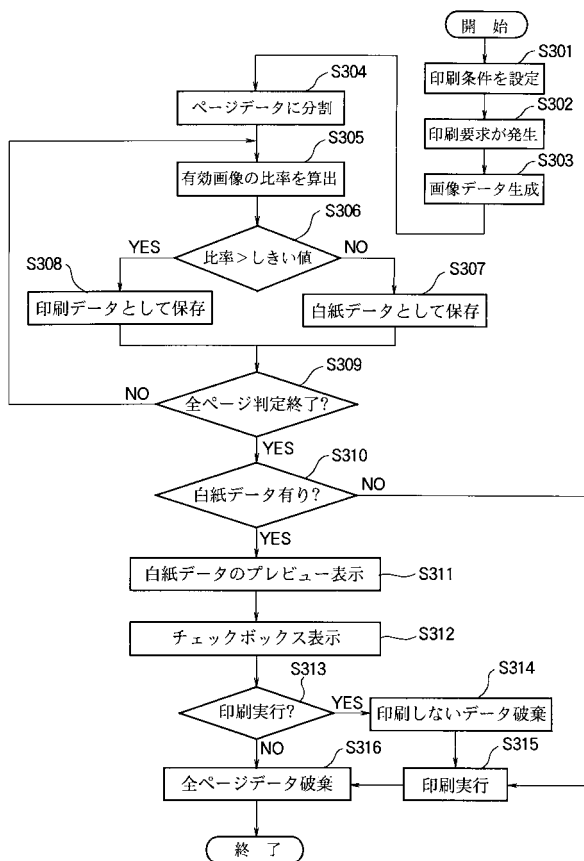 開 始
S301
印刷条件を設定
S302
印刷要求が発生
S303
画像データ生成
S304
ページデータに分割
S305
有効画像の比率を算出
S306
比率>しきい値
YES
NO
S308
印刷データとして保存
S307
白紙データとして保存
S309
全ページ判定終了?
NO
YES
S310
白紙データ有り?
NO
YES
白紙データのプレビュー表示
S311
チェックボックス表示
S312
S313
印刷実行?
YES
NO
S314
印刷しないデータ破棄
S315
印刷実行
S316
全ページデータ破棄
終 了